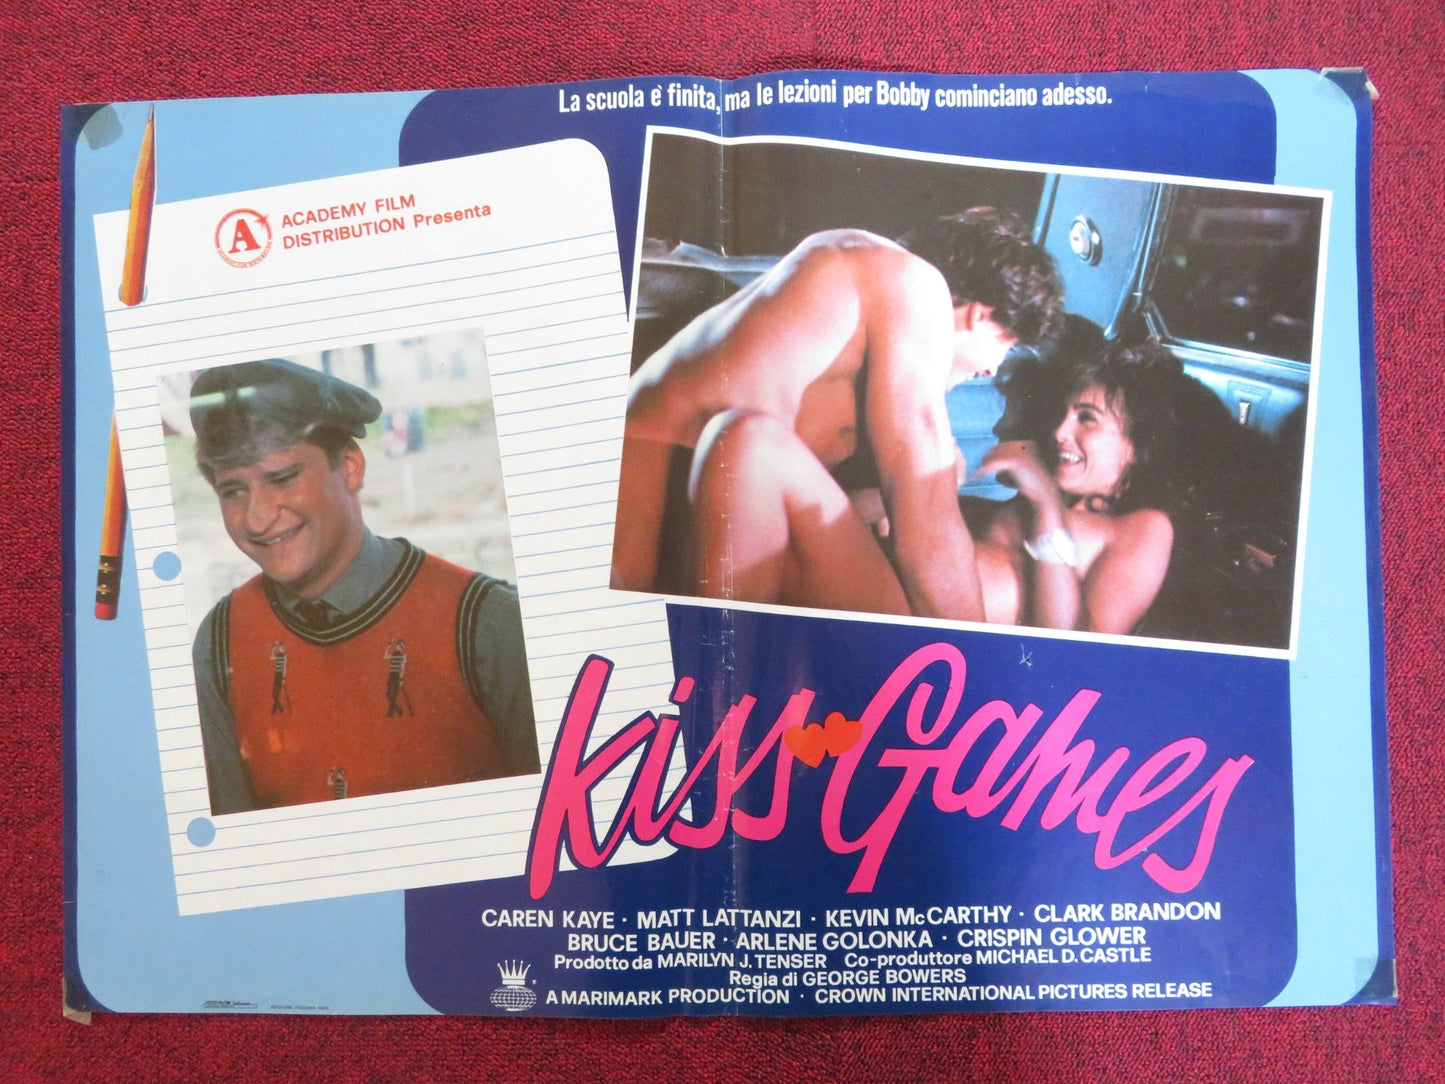 La scuola è finita, ma le lezioni per Bobby cominciano adesso.
A
ACADEMY FILM
DISTRIBUTION Presenta
Kiss Games
CAREN KAYE · MATT LATTANZI · KEVIN McCARTHY · CLARK BRANDON
BRUCE BAUER · ARLENE GOLONKA · CRISPIN GLOWER
Prodotto da MARILYN J. TENSER Co-produttore MICHAEL D. CASTLE
Regia di GEORGE BOWERS
A MARIMARK PRODUCTION · CROWN INTERNATIONAL PICTURES RELEASE